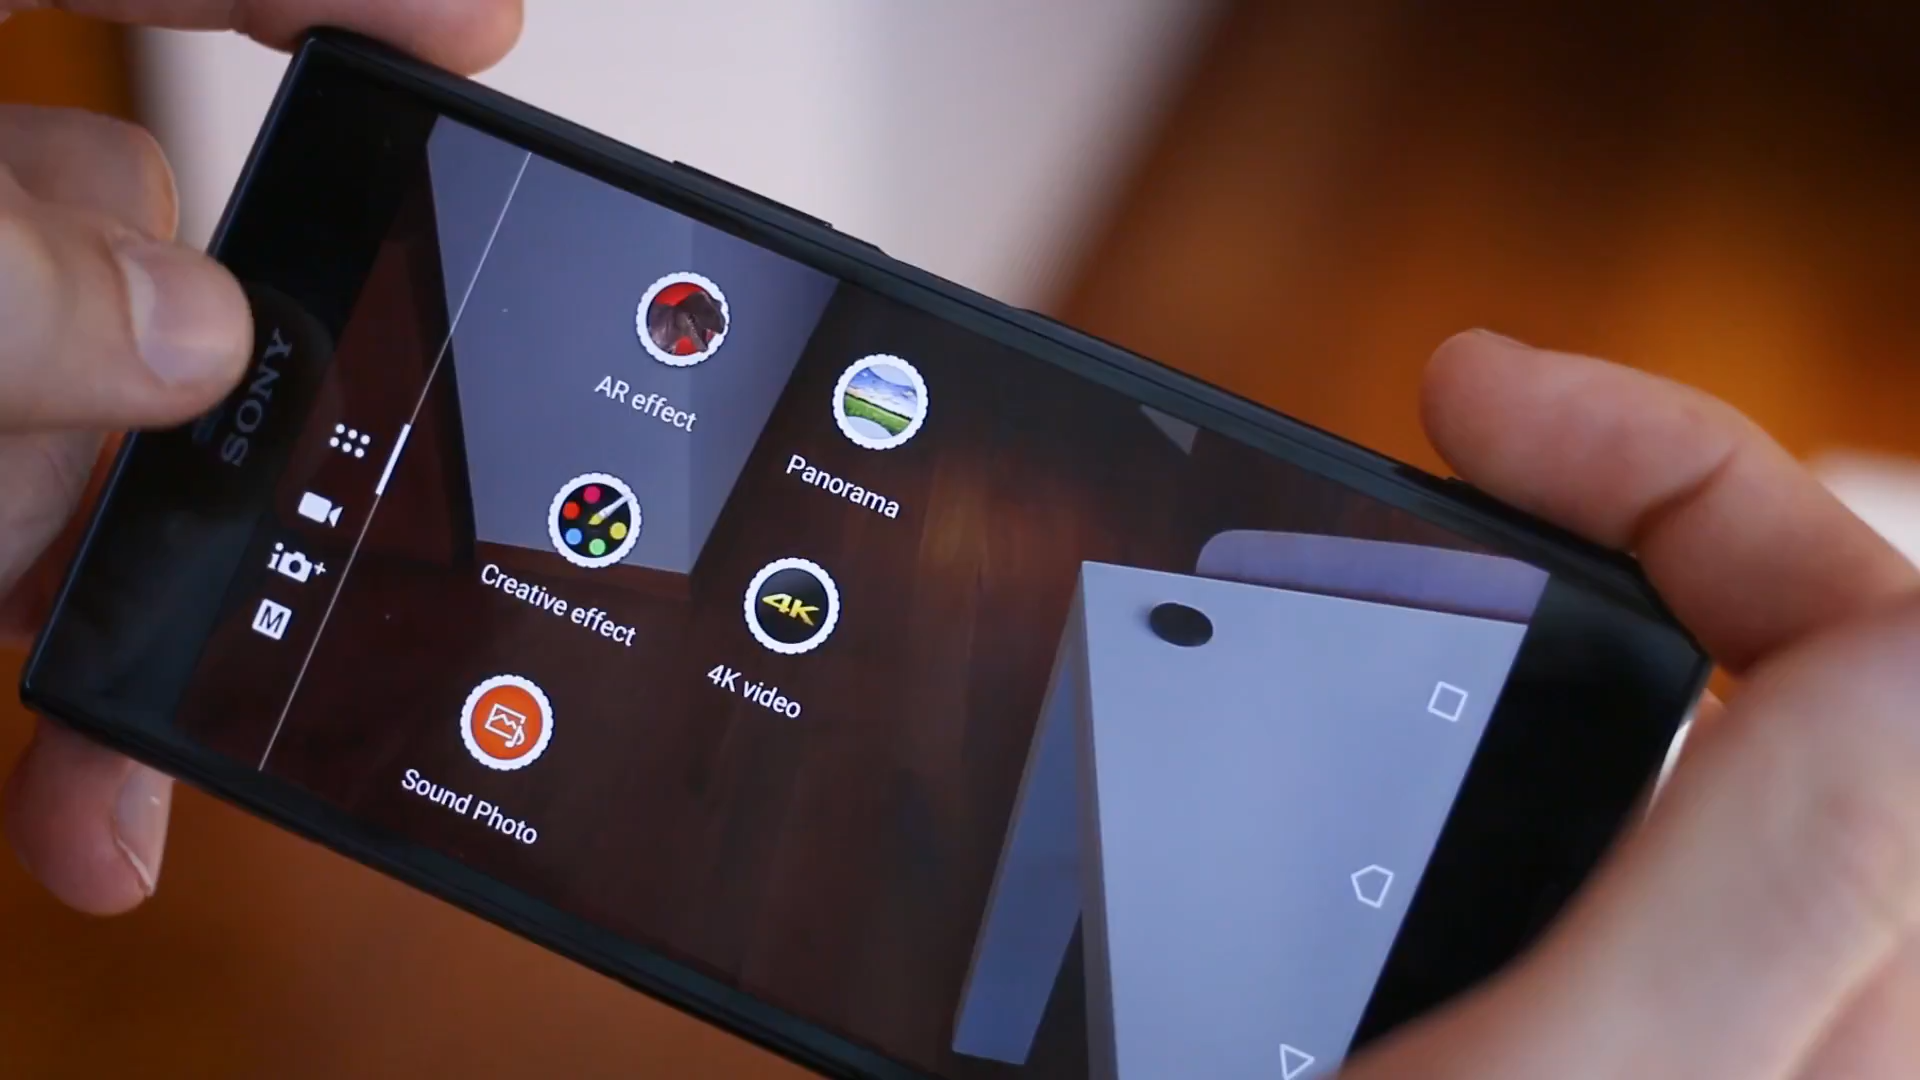 SONY
M
AR effect
Panorama
Creative effect
4K
4K video
Sound Photo